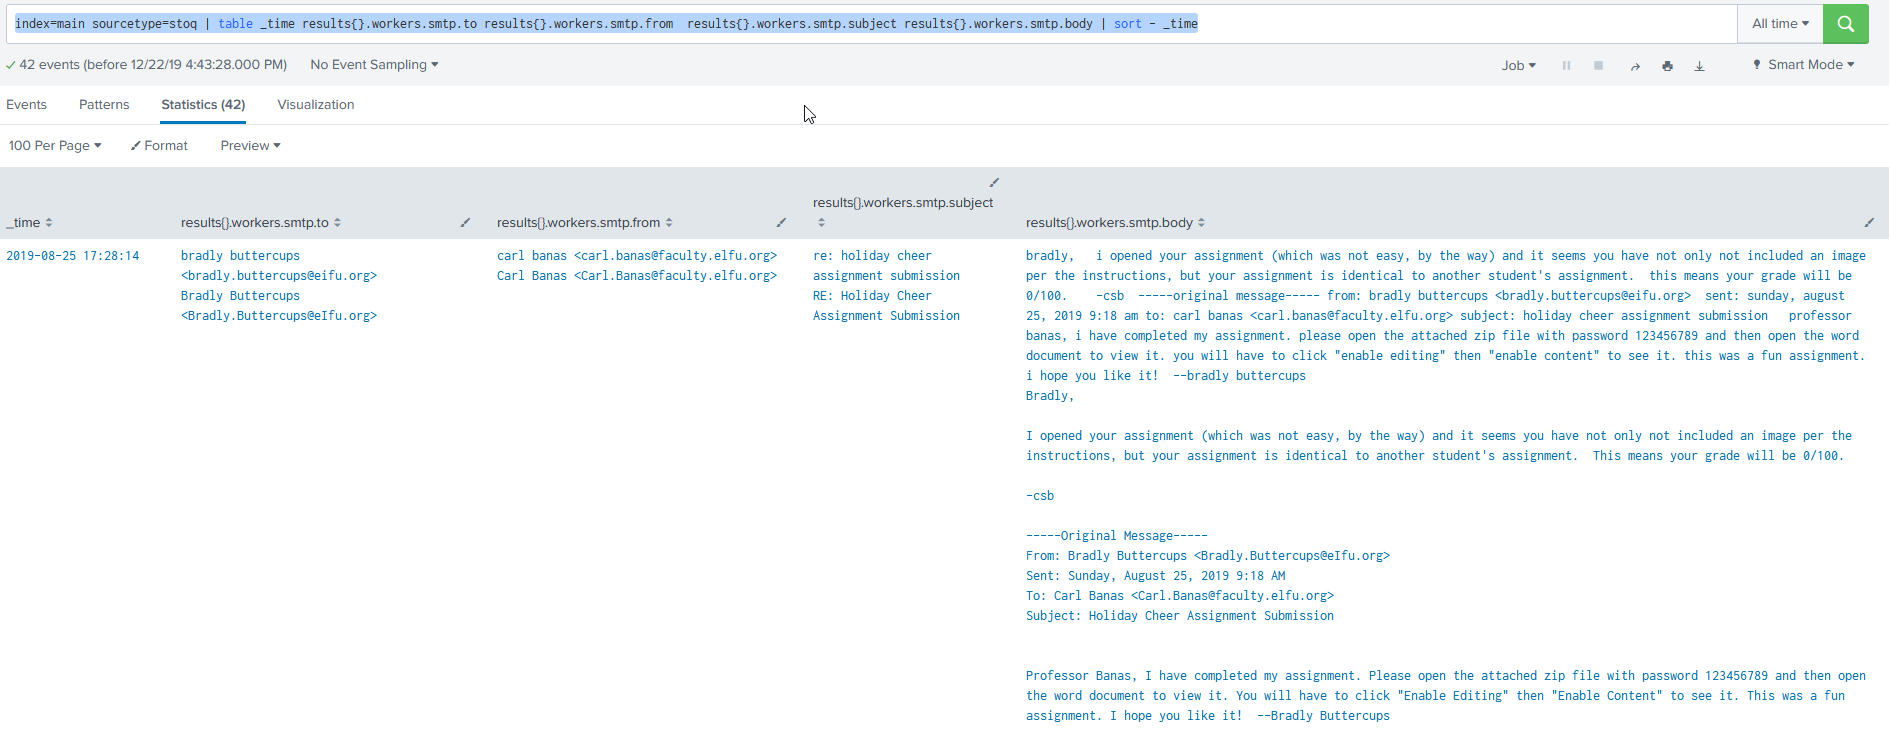 index=main sourcetype=stoq | table _time results{}.workers.smtp.to results{}.workers.smtp.from  results{}.workers.smtp.subject results{}.workers.smtp.body | sort - _time
All time
42 events (before 12/22/19 4:43:28.000 PM)
No Event Sampling
Job
Smart Mode
Events
Patterns
Statistics (42)
Visualization
100 Per Page
Format
Preview
_time
results{}.workers.smtp.to
results{}.workers.smtp.from
results{}.workers.smtp.subject
results{}.workers.smtp.body
2019-08-25 17:28:14
bradly buttercups
<bradly.buttercups@eifu.org>
Bradly Buttercups
<Bradly.Buttercups@eIfu.org>
carl banas <carl.banas@faculty.elfu.org>
Carl Banas <Carl.Banas@faculty.elfu.org>
re: holiday cheer
assignment submission
RE: Holiday Cheer
Assignment Submission
bradly,   i opened your assignment (which was not easy, by the way) and it seems you have not only not included an image
per the instructions, but your assignment is identical to another student's assignment.  this means your grade will be
0/100.    -csb  -----original message----- from: bradly buttercups <bradly.buttercups@eifu.org>  sent: sunday, august
25, 2019 9:18 am to: carl banas <carl.banas@faculty.elfu.org> subject: holiday cheer assignment submission   professor
banas, i have completed my assignment. please open the attached zip file with password 123456789 and then open the word
document to view it. you will have to click "enable editing" then "enable content" to see it. this was a fun assignment.
i hope you like it!  --bradly buttercups
Bradly,
I opened your assignment (which was not easy, by the way) and it seems you have not only not included an image per the
instructions, but your assignment is identical to another student's assignment.  This means your grade will be 0/100.
-csb
-----Original Message-----
From: Bradly Buttercups <Bradly.Buttercups@eIfu.org>
Sent: Sunday, August 25, 2019 9:18 AM
To: Carl Banas <Carl.Banas@faculty.elfu.org>
Subject: Holiday Cheer Assignment Submission
Professor Banas, I have completed my assignment. Please open the attached zip file with password 123456789 and then open
the word document to view it. You will have to click "Enable Editing" then "Enable Content" to see it. This was a fun
assignment. I hope you like it!  --Bradly Buttercups